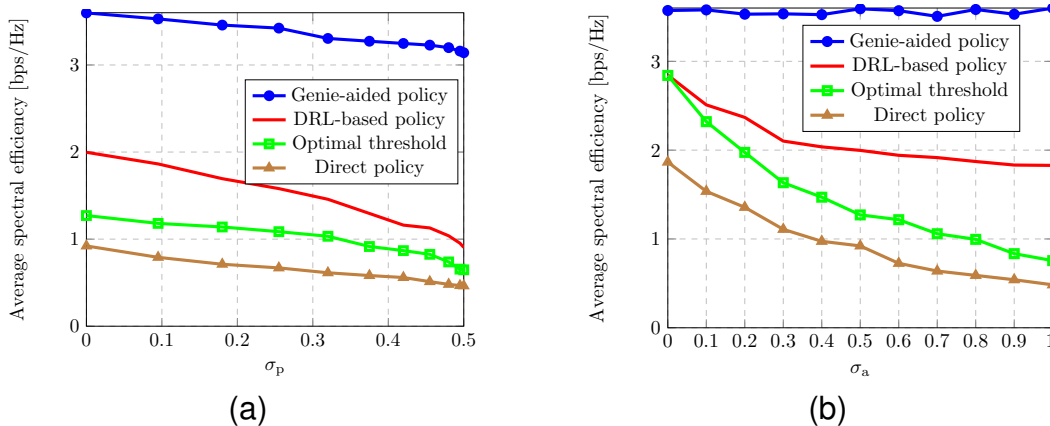 Average spectral efficiency [bps/Hz]
3
2
1
0
0 0.1 0.2 0.3 0.4 0.5
σp
Genie-aided policy
DRL-based policy
Optimal threshold
Direct policy
(a)
Average spectral efficiency [bps/Hz]
3
2
1
0
0 0.1 0.2 0.3 0.4 0.5 0.6 0.7 0.8 0.9 1
σa
Genie-aided policy
DRL-based policy
Optimal threshold
Direct policy
(b)